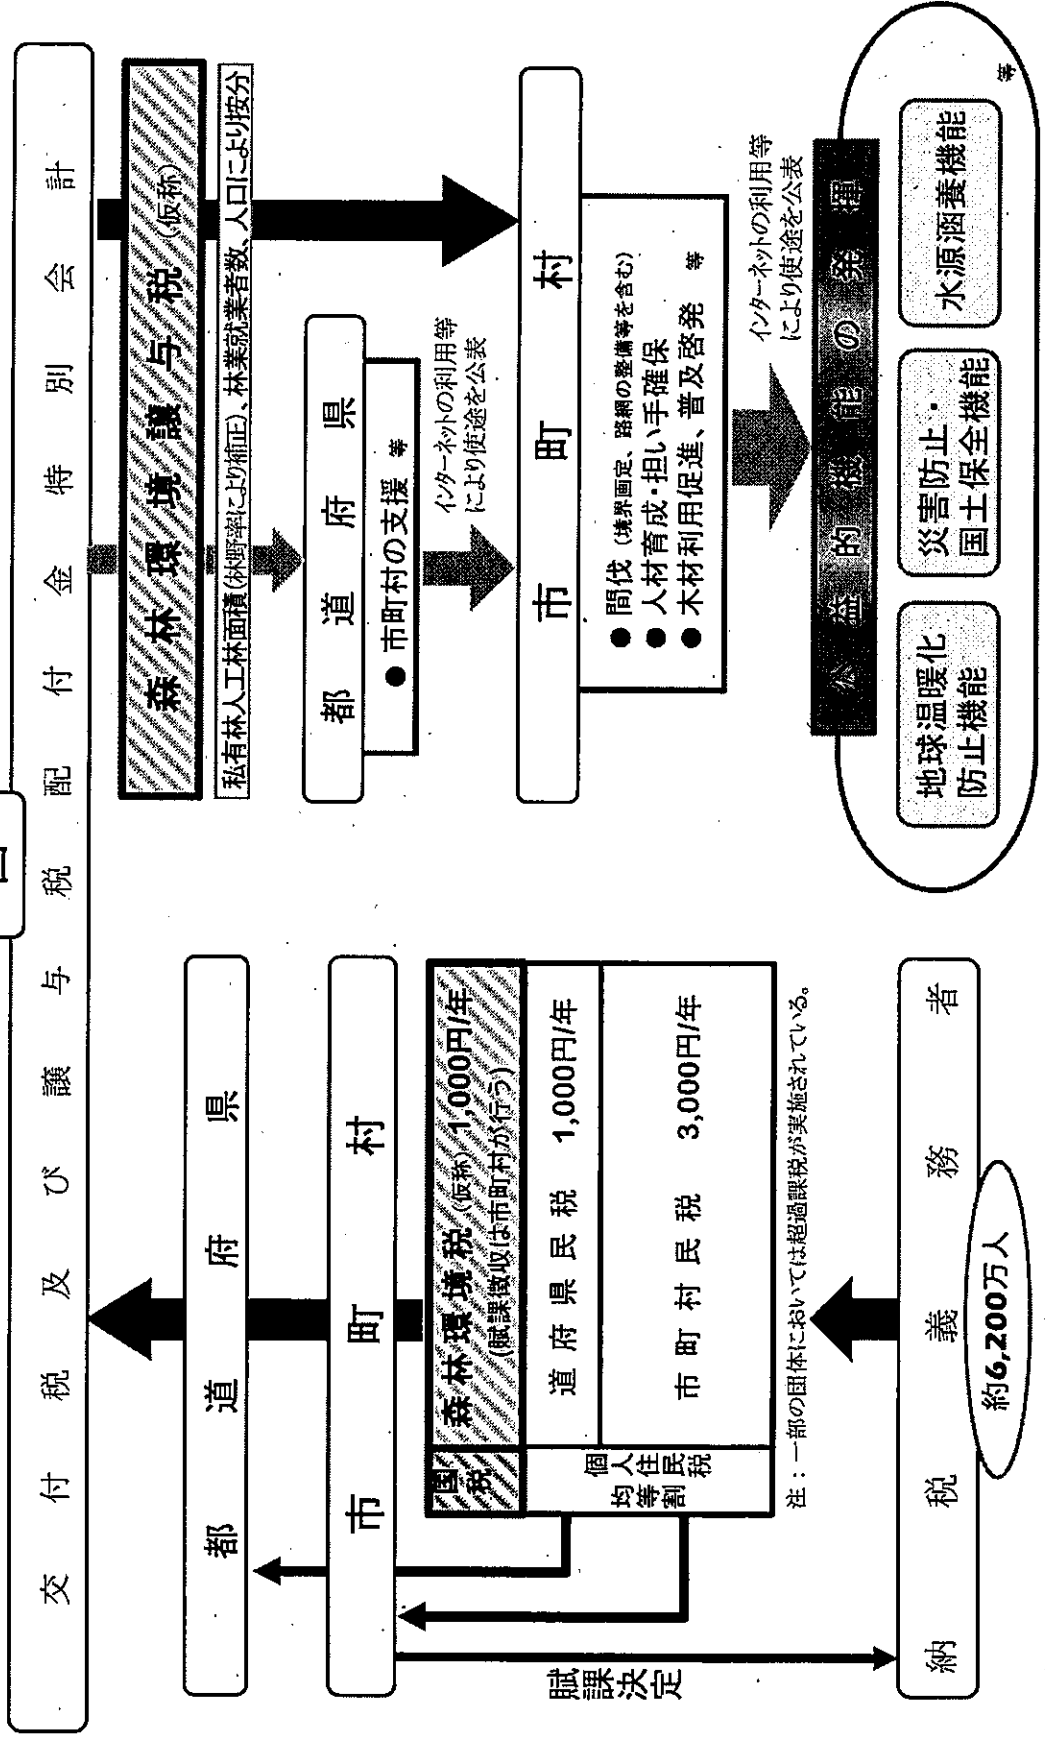 国
交付税及び譲与税配付金特別会計
都道府県
市町村
国税
森林環境税(仮称) 1,000円/年
(賦課徴収は市町村が行う)
個人住民税
均等割
道府県民税 1,000円/年
市町村民税 3,000円/年
注:一部の団体においては超過課税が実施されている。
賦課決定
納税義務者
約6,200万人
森林環境譲与税(仮称)
私有林人工林面積(林野率により補正)、林業就業者数、人口により按分
都道府県
● 市町村の支援 等
インターネットの利用等
により使途を公表
市町村
● 間伐(境界画定、路網の整備等を含む)
● 人材育成・担い手確保
● 木材利用促進、普及啓発 等
インターネットの利用等
により使途を公表
公益的機能の発揮
地球温暖化
防止機能
災害防止・
国土保全機能
水源涵養機能
等